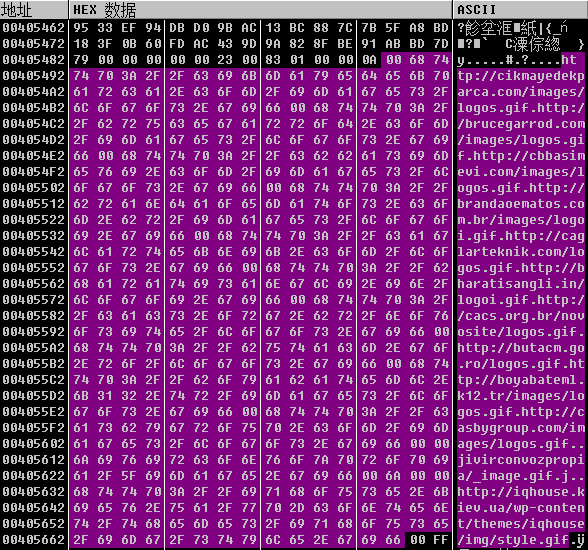 地址 HEX 数据 ASCII
00405462 95 33 EF 94 DB D0 9B AC 13 BC 88 7C 7B 5F A8 BD
00405472 18 3F 0B 60 FD AC 43 9D 9A 82 8F BE 91 AB BD 7D
00405482 79 00 00 00 00 00 23 00 83 01 00 00 0A 00 68 74 y.....#.?....ht
00405492 74 70 3A 2F 2F 63 69 6B 6D 61 79 65 64 65 6B 70 tp://cikmayedekp
004054A2 61 72 63 61 2E 63 6F 6D 2F 69 6D 61 67 65 73 2F arca.com/images/
004054B2 6C 6F 67 6F 73 2E 67 69 66 00 68 74 74 70 3A 2F logos.gif.http:/
004054C2 2F 62 72 75 63 65 67 61 72 72 6F 64 2E 63 6F 6D /brucegarrod.com
004054D2 2F 69 6D 61 67 65 73 2F 6C 6F 67 6F 73 2E 67 69 /images/logos.gi
004054E2 66 00 68 74 74 70 3A 2F 2F 63 62 62 61 73 69 6D f.http://cbbasim
004054F2 65 76 69 2E 63 6F 6D 2F 69 6D 61 67 65 73 2F 6C evi.com/images/l
00405502 6F 67 6F 73 2E 67 69 66 00 68 74 74 70 3A 2F 2F ogos.gif.http://
00405512 62 72 61 6E 64 61 6F 65 6D 61 74 6F 73 2E 63 6F brandaoematos.co
00405522 6D 2E 62 72 2F 69 6D 61 67 65 73 2F 6C 6F 67 6F m.br/images/logo
00405532 69 2E 67 69 66 00 68 74 74 70 3A 2F 2F 63 61 67 i.gif.http://cag
00405542 6C 61 72 74 65 6B 6E 69 6B 2E 63 6F 6D 2F 6C 6F larteknik.com/lo
00405552 67 6F 73 2E 67 69 66 00 68 74 74 70 3A 2F 2F 62 gos.gif.http://b
00405562 68 61 72 61 74 69 73 61 6E 67 6C 69 2E 69 6E 2F haratisangli.in/
00405572 6C 6F 67 6F 69 2E 67 69 66 00 68 74 74 70 3A 2F logoi.gif.http:/
00405582 2F 63 61 63 73 2E 6F 72 67 2E 62 72 2F 6E 6F 76 /cacs.org.br/nov
00405592 6F 73 69 74 65 2F 6C 6F 67 6F 73 2E 67 69 66 00 osite/logos.gif.
004055A2 68 74 74 70 3A 2F 2F 62 75 74 61 63 6D 2E 67 6F http://butacm.go
004055B2 2E 72 6F 2F 6C 6F 67 6F 73 2E 67 69 66 00 68 74 .ro/logos.gif.ht
004055C2 74 70 3A 2F 2F 62 6F 79 61 62 61 74 65 6D 6C 2E tp://boyabateml.
004055D2 6B 31 32 2E 74 72 2F 69 6D 61 67 65 73 2F 6C 6F k12.tr/images/lo
004055E2 67 6F 73 2E 67 69 66 00 68 74 74 70 3A 2F 2F 63 gos.gif.http://c
004055F2 61 73 62 79 67 72 6F 75 70 2E 63 6F 6D 2F 69 6D asbygroup.com/im
00405602 61 67 65 73 2F 6C 6F 67 6F 73 2E 67 69 66 00 00 ages/logos.gif..
00405612 6A 69 76 69 72 63 6F 6E 76 6F 7A 70 72 6F 70 69 jivirconvozpropi
00405622 61 2F 5F 69 6D 61 67 65 2E 67 69 66 00 6A 00 00 a/_image.gif.j..
00405632 68 74 74 70 3A 2F 2F 69 71 68 6F 75 73 65 2E 6B http://iqhouse.k
00405642 69 65 76 2E 75 61 2F 77 70 2D 63 6F 6E 74 65 6E iev.ua/wp-conten
00405652 74 2F 74 68 65 6D 65 73 2F 69 71 68 6F 75 73 65 t/themes/iqhouse
00405662 2F 69 6D 67 2F 73 74 79 6C 65 2E 67 69 66 00 FF /img/style.gif.ÿ